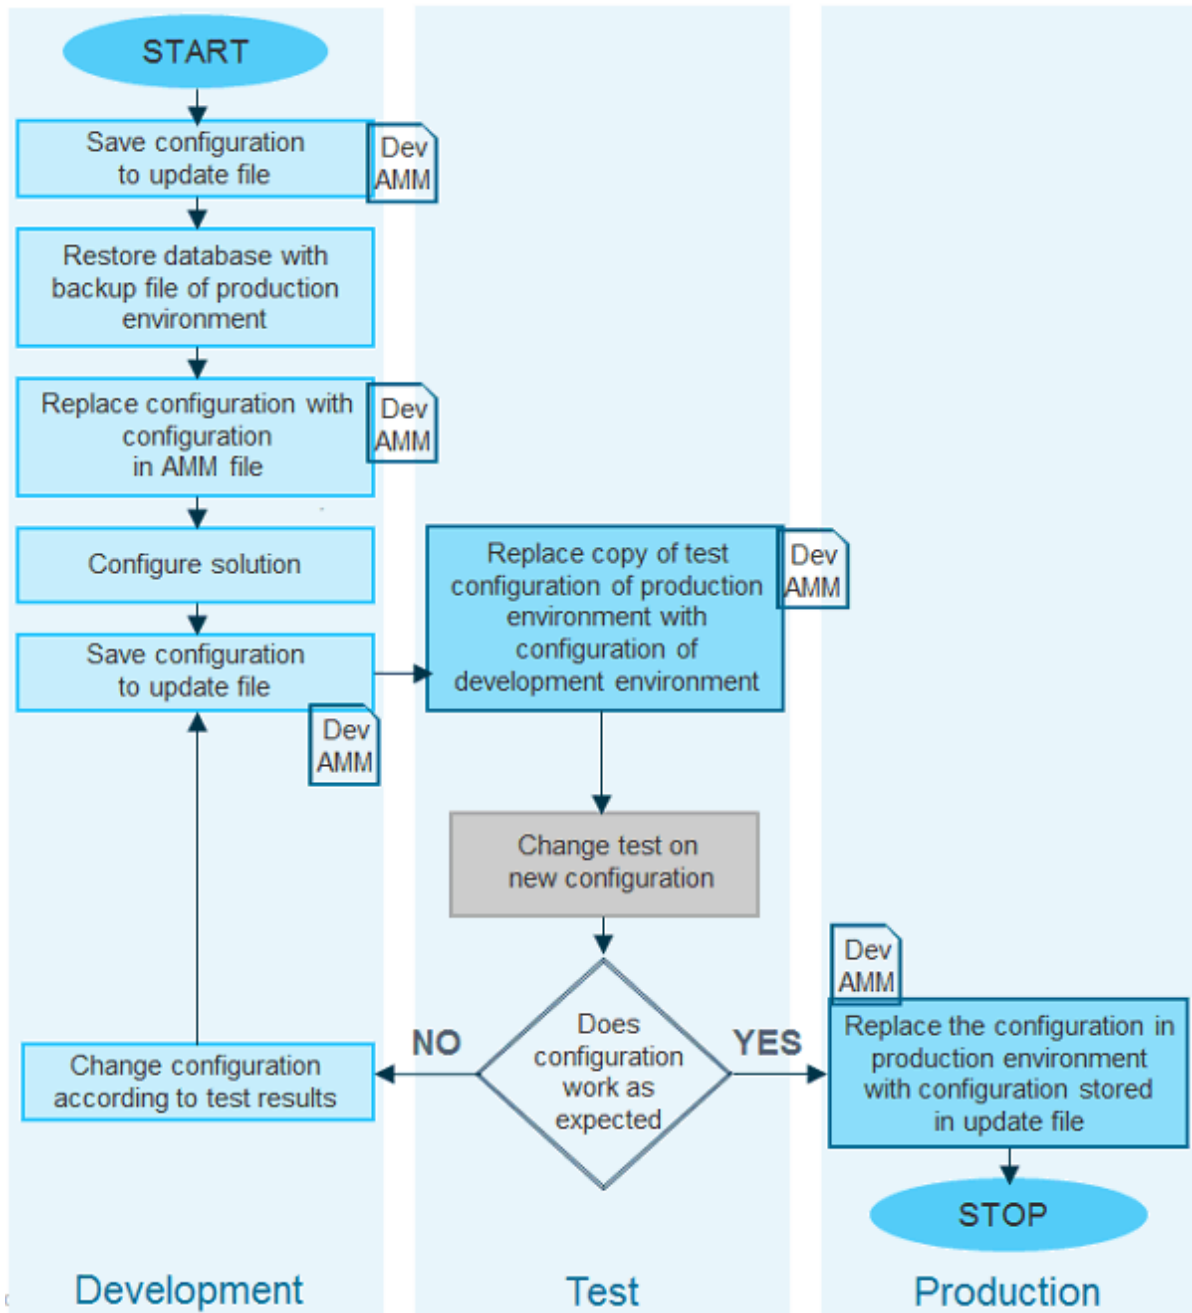 START
Save configuration
to update file
Dev
AMM
Restore database with
backup file of production
environment
Replace configuration with
configuration
in AMM file
Dev
AMM
Configure solution
Save configuration
to update file
Dev
AMM
Change configuration
according to test results
Replace copy of test
configuration of production
environment with
configuration of
development environment
Dev
AMM
Change test on
new configuration
Does
configuration
work as
expected
NO
YES
Dev
AMM
Replace the configuration in
production environment
with configuration stored
in update file
STOP
Development
Test
Production